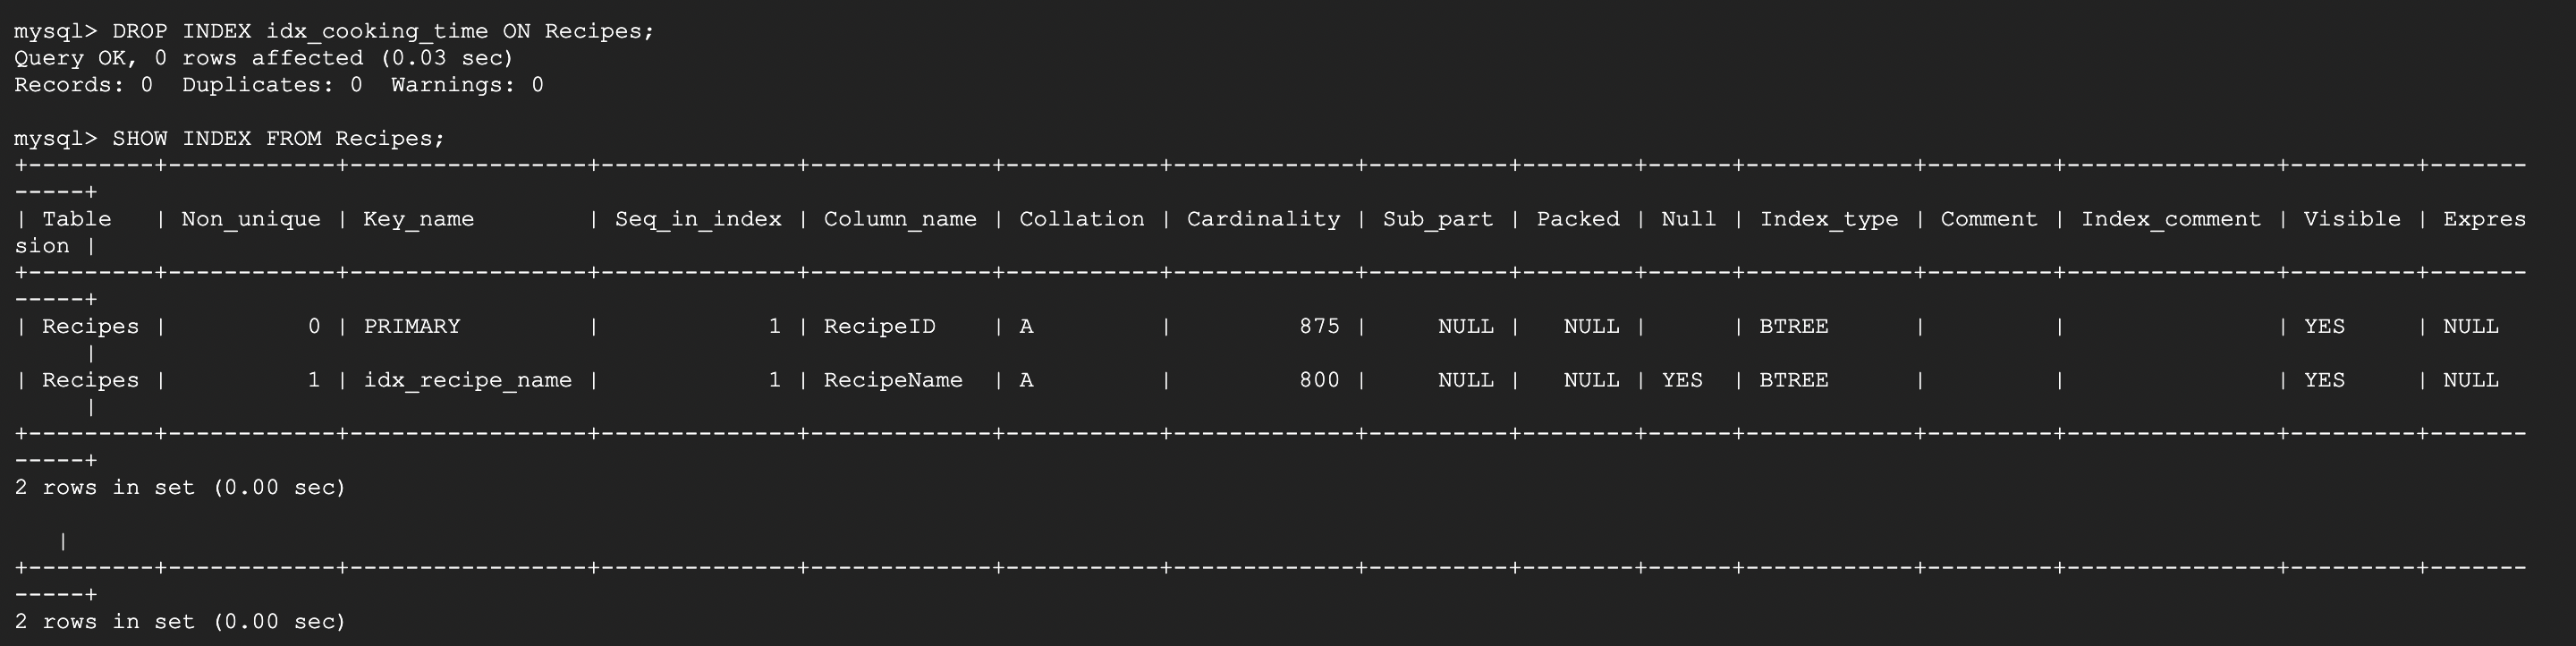 mysql> DROP INDEX idx_cooking_time ON Recipes;
Query OK, 0 rows affected (0.03 sec)
Records: 0  Duplicates: 0  Warnings: 0

mysql> SHOW INDEX FROM Recipes;
+---------+------------+-----------------+--------------+-------------+-----------+-------------+----------+--------+------+------------+---------+---------------+---------+-------
-----+
| Table   | Non_unique | Key_name        | Seq_in_index | Column_name | Collation | Cardinality | Sub_part | Packed | Null | Index_type | Comment | Index_comment | Visible | Expres
sion |
+---------+------------+-----------------+--------------+-------------+-----------+-------------+----------+--------+------+------------+---------+---------------+---------+-------
-----+
| Recipes |          0 | PRIMARY         |            1 | RecipeID    | A         |         875 |     NULL |   NULL |      | BTREE      |         |               | YES     | NULL
     |
| Recipes |          1 | idx_recipe_name |            1 | RecipeName  | A         |         800 |     NULL |   NULL | YES  | BTREE      |         |               | YES     | NULL
     |
+---------+------------+-----------------+--------------+-------------+-----------+-------------+----------+--------+------+------------+---------+---------------+---------+-------
-----+
2 rows in set (0.00 sec)

   |
+---------+------------+-----------------+--------------+-------------+-----------+-------------+----------+--------+------+------------+---------+---------------+---------+-------
-----+
2 rows in set (0.00 sec)